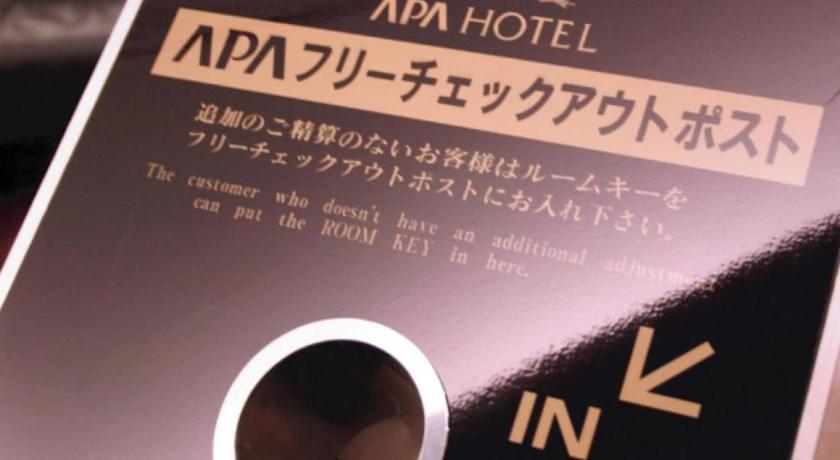 APA HOTEL
APAフリーチェックアウトポスト
追加のご精算のないお客様はルームキーを
フリーチェックアウトポストにお入れ下さい。
The customer who doesn't have an additional adjustment
can put the ROOM KEY in here.
IN